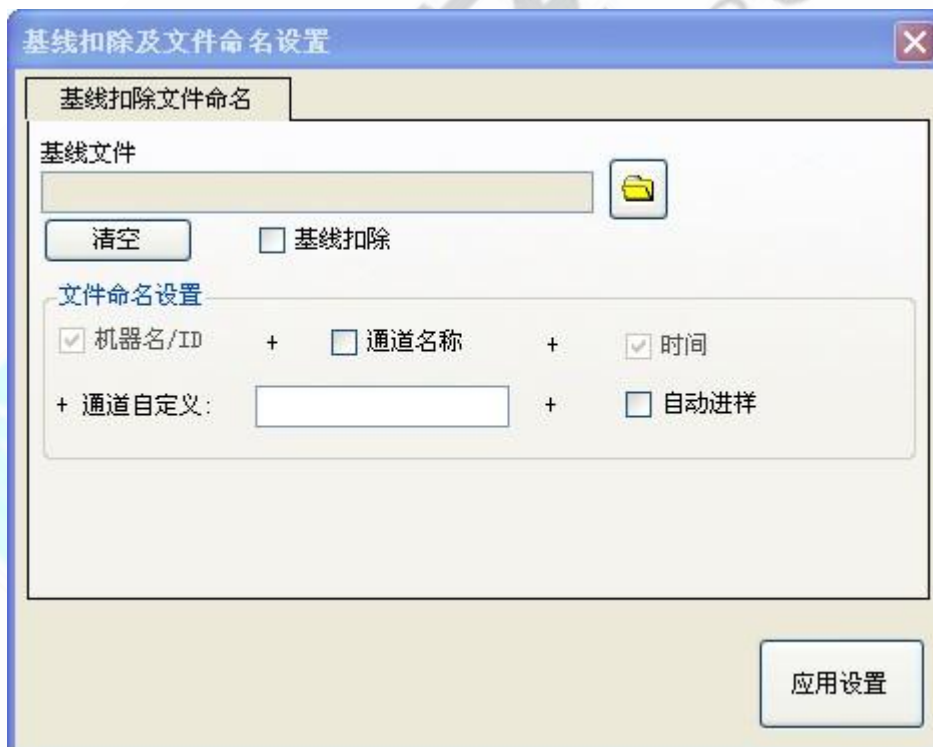 基线扣除及文件命名设置
基线扣除文件命名
基线文件
清空 基线扣除
文件命名设置
机器名/ID + 通道名称 + 时间
+ 通道自定义: + 自动进样
应用设置